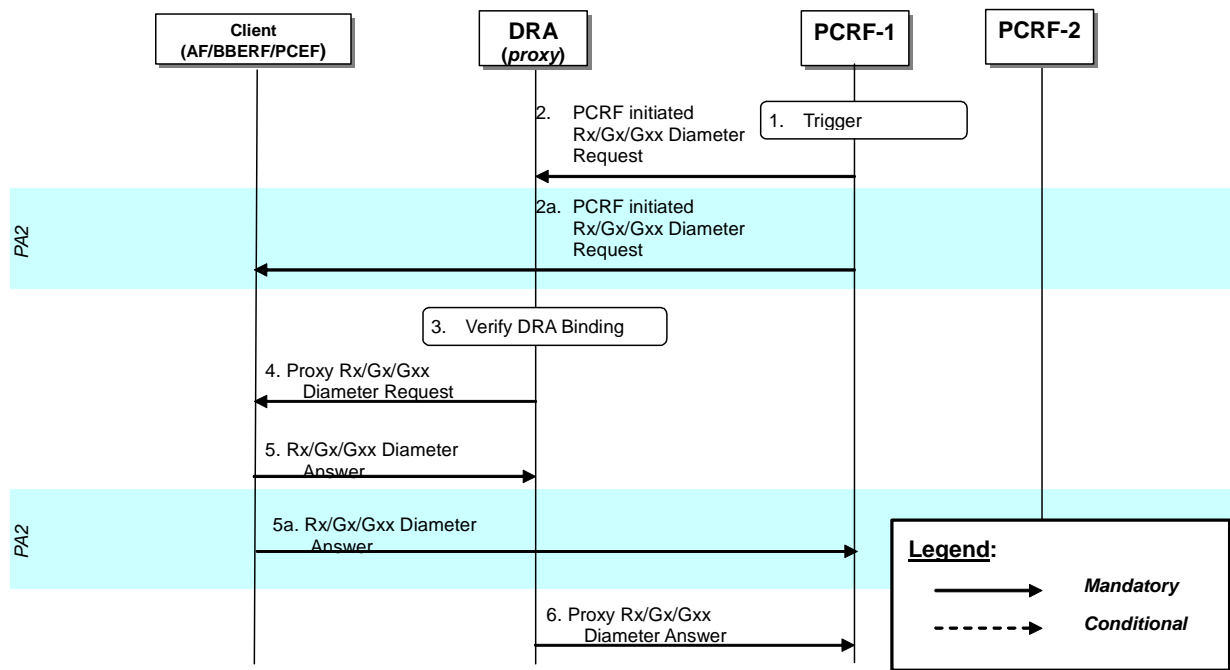 Client
(AF/BBERF/PCEF)
DRA
(proxy)
PCRF-1
PCRF-2
1. Trigger
2. PCRF initiated
Rx/Gx/Gxx Diameter
Request
PA2
2a. PCRF initiated
Rx/Gx/Gxx Diameter
Request
3. Verify DRA Binding
4. Proxy Rx/Gx/Gxx
Diameter Request
5. Rx/Gx/Gxx Diameter
Answer
PA2
5a. Rx/Gx/Gxx Diameter
Answer
6. Proxy Rx/Gx/Gxx
Diameter Answer
Legend:
Mandatory
Conditional